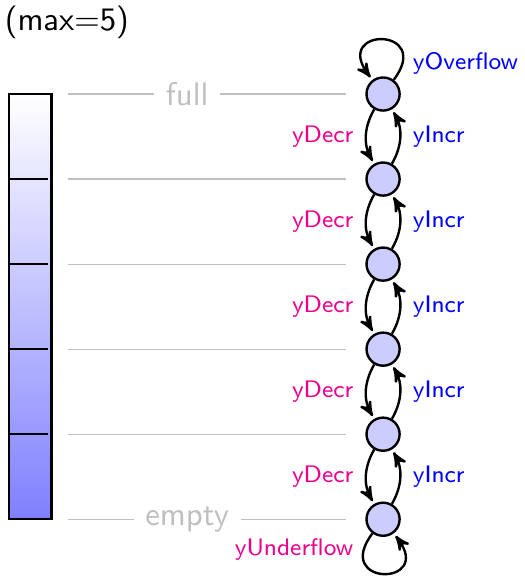 (max=5)
yOverflow
full
yDecr yIncr
yDecr yIncr
yDecr yIncr
yDecr yIncr
yDecr yIncr
empty
yUnderflow